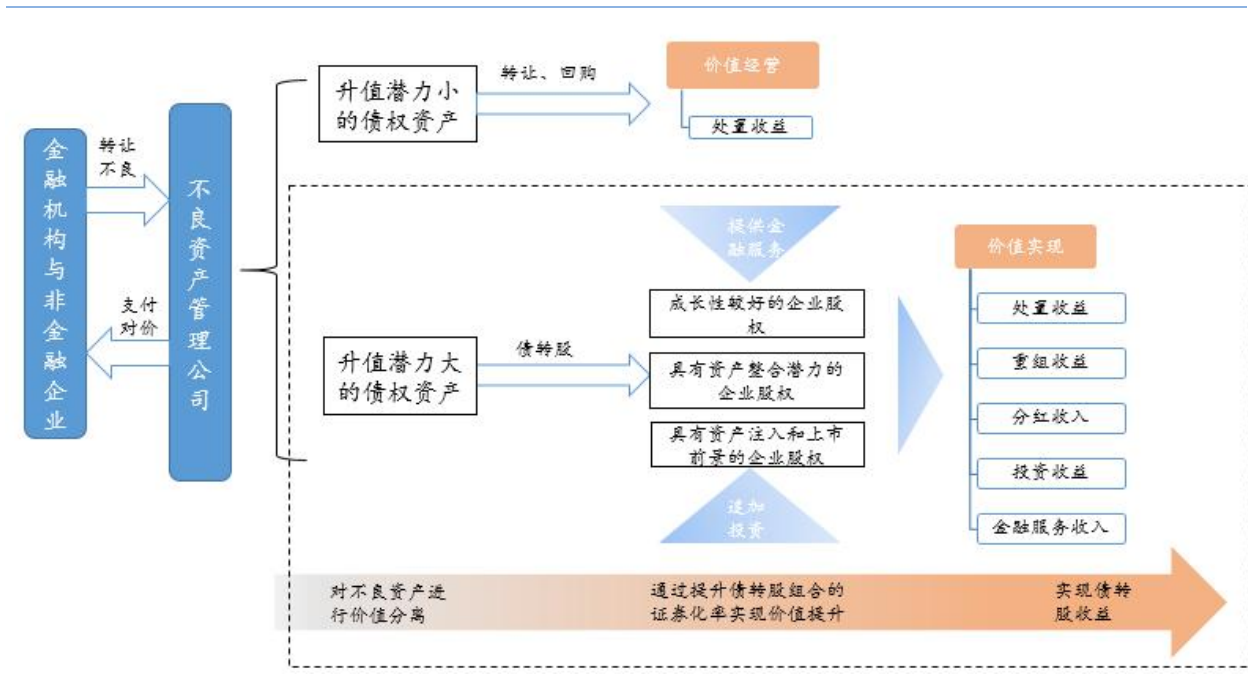 金融机构与非金融企业
转让
不良
支付
对价
不良资产管理公司
升值潜力小
的债权资产
转让、回购
价值经营
处置收益
升值潜力大
的债权资产
债转股
提供金
融服务
成长性较好的企业股
权
具有资产整合潜力的
企业股权
具有资产注入和上市
前景的企业股权
追加
投资
价值实现
处置收益
重组收益
分红收入
投资收益
金融服务收入
对不良资产进
行价值分离
通过提升债转股组合的
证券化率实现价值提升
实现债转
股收益